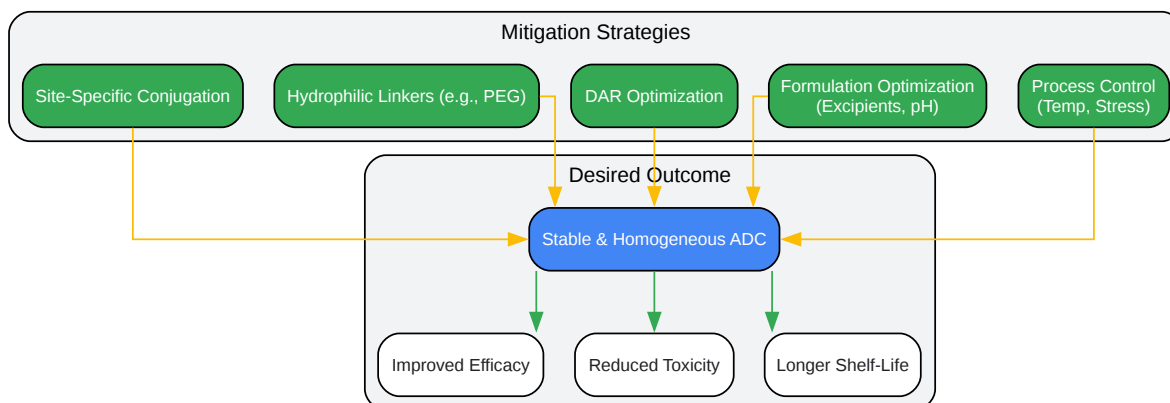 Mitigation Strategies
Site-Specific Conjugation
Hydrophilic Linkers (e.g., PEG)
DAR Optimization
Formulation Optimization
(Excipients, pH)
Process Control
(Temp, Stress)
Desired Outcome
Stable & Homogeneous ADC
Improved Efficacy
Reduced Toxicity
Longer Shelf-Life